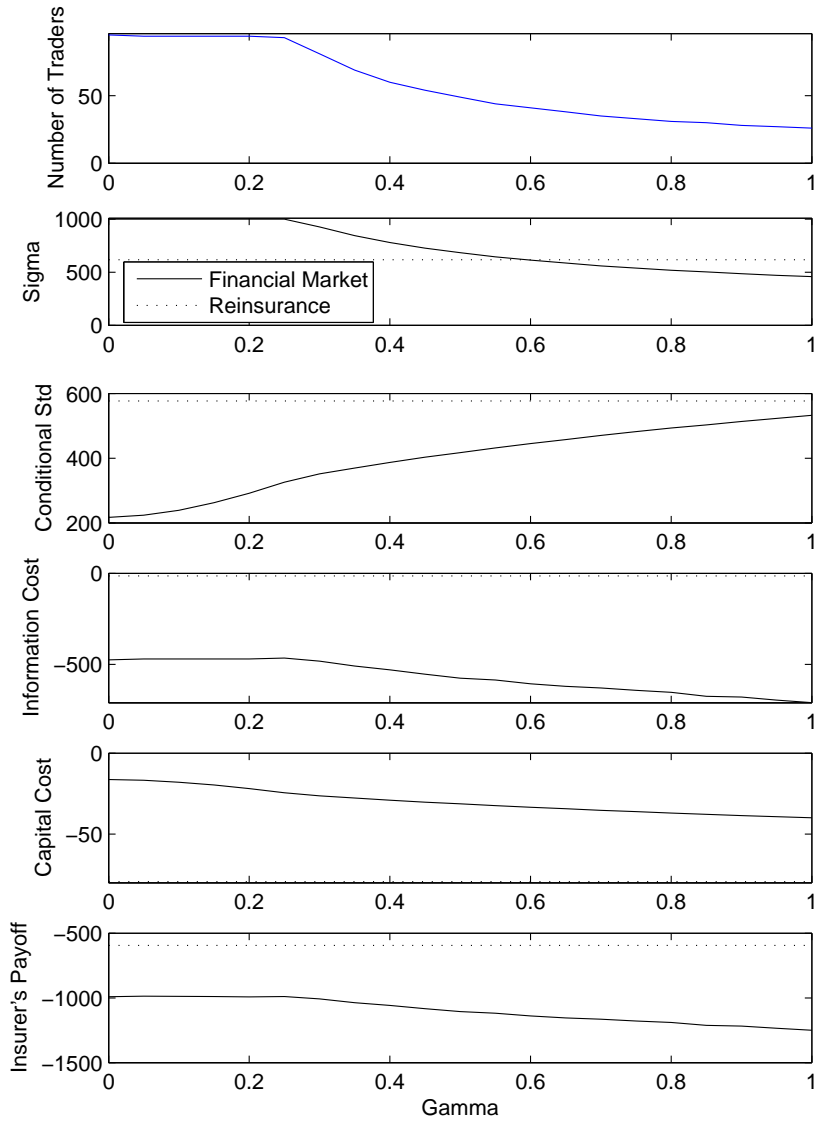 Number of Traders
50
0
0 0.2 0.4 0.6 0.8 1
Sigma
1000
500
0
Financial Market
Reinsurance
0 0.2 0.4 0.6 0.8 1
Conditional Std
600
400
200
0 0.2 0.4 0.6 0.8 1
Information Cost
0
−500
0 0.2 0.4 0.6 0.8 1
Capital Cost
0
−50
0 0.2 0.4 0.6 0.8 1
Insurer's Payoff
−500
−1000
−1500
0 0.2 0.4 0.6 0.8 1
Gamma